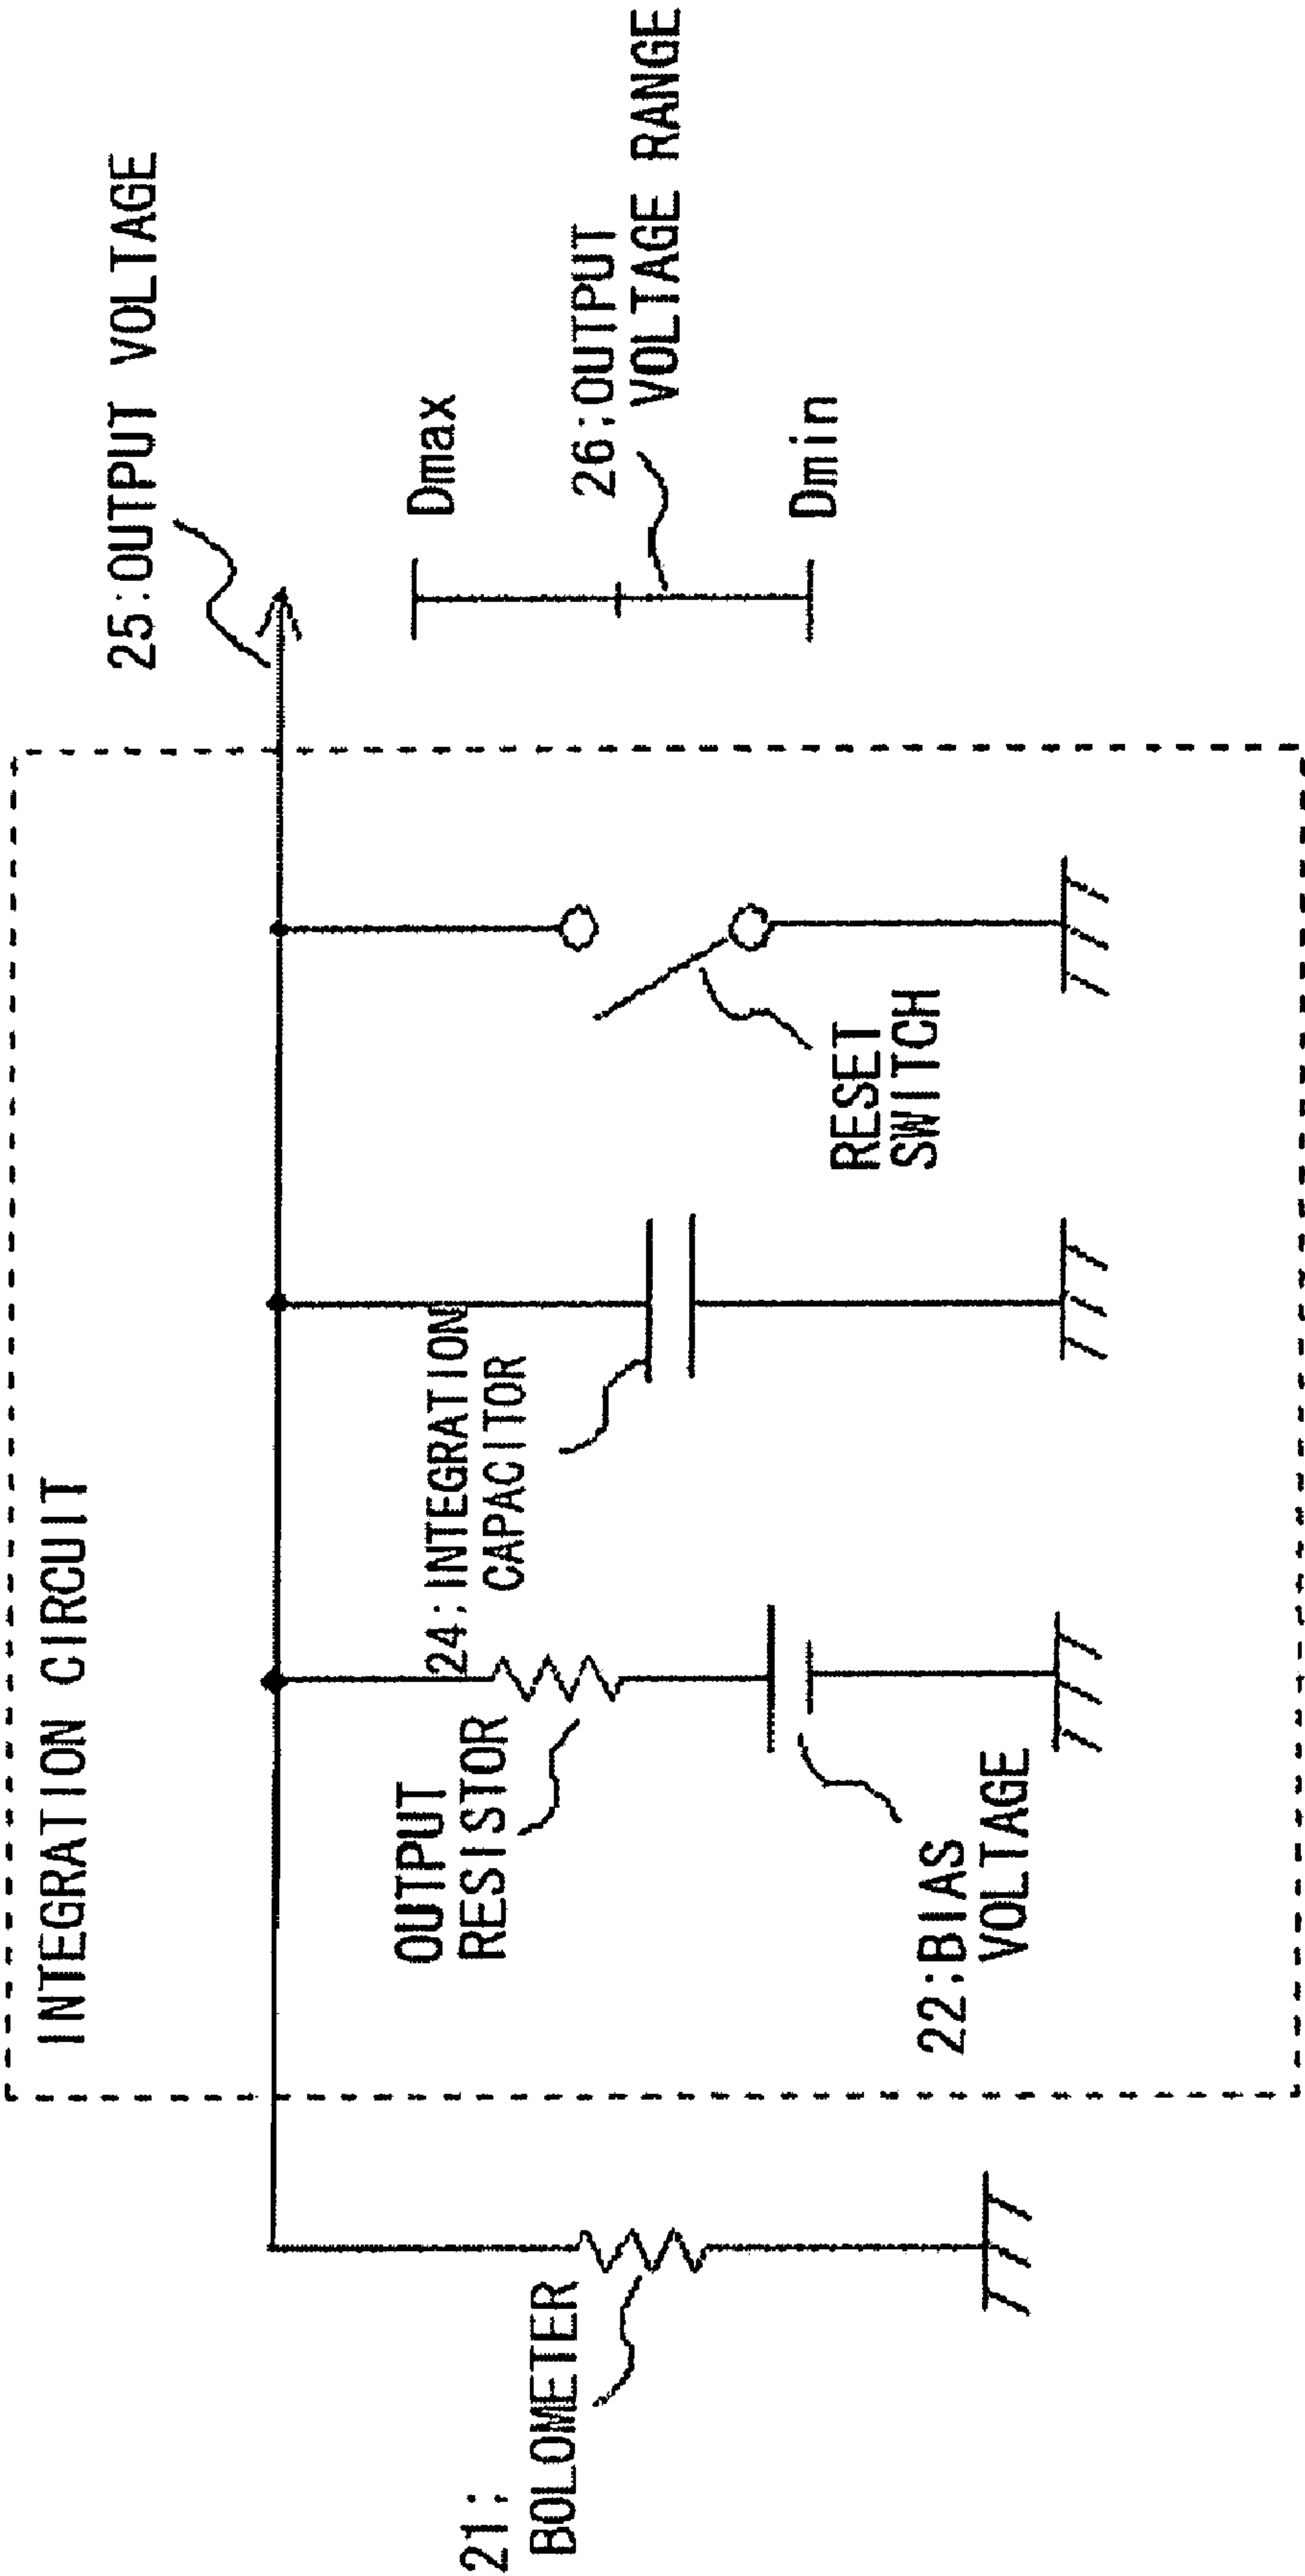 INTEGRATION CIRCUIT
25:OUTPUT VOLTAGE
21:
BOLOMETER
OUTPUT
RESISTOR
22:BIAS
VOLTAGE
24:INTEGRATION
CAPACITOR
RESET
SWITCH
Dmax
26:OUTPUT
VOLTAGE RANGE
Dmin